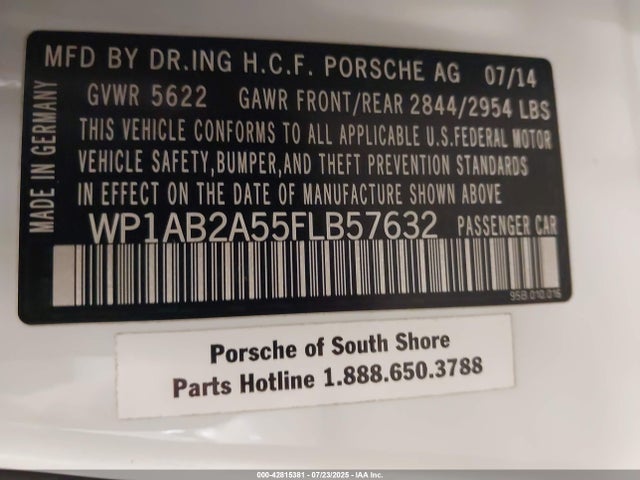 MFD BY DR.ING H.C.F. PORSCHE AG 07/14
GVWR 5622 GAWR FRONT/REAR 2844/2954 LBS
THIS VEHICLE CONFORMS TO ALL APPLICABLE U.S.FEDERAL MOTOR
VEHICLE SAFETY,BUMPER,AND THEFT PREVENTION STANDARDS
IN EFFECT ON THE DATE OF MANUFACTURE SHOWN ABOVE
WP1AB2A55FLB57632 PASSENGER CAR
MADE IN GERMANY
95B.010.016
Porsche of South Shore
Parts Hotline 1.888.650.3788
000-42815381 - 07/23/2025 - IAA Inc.